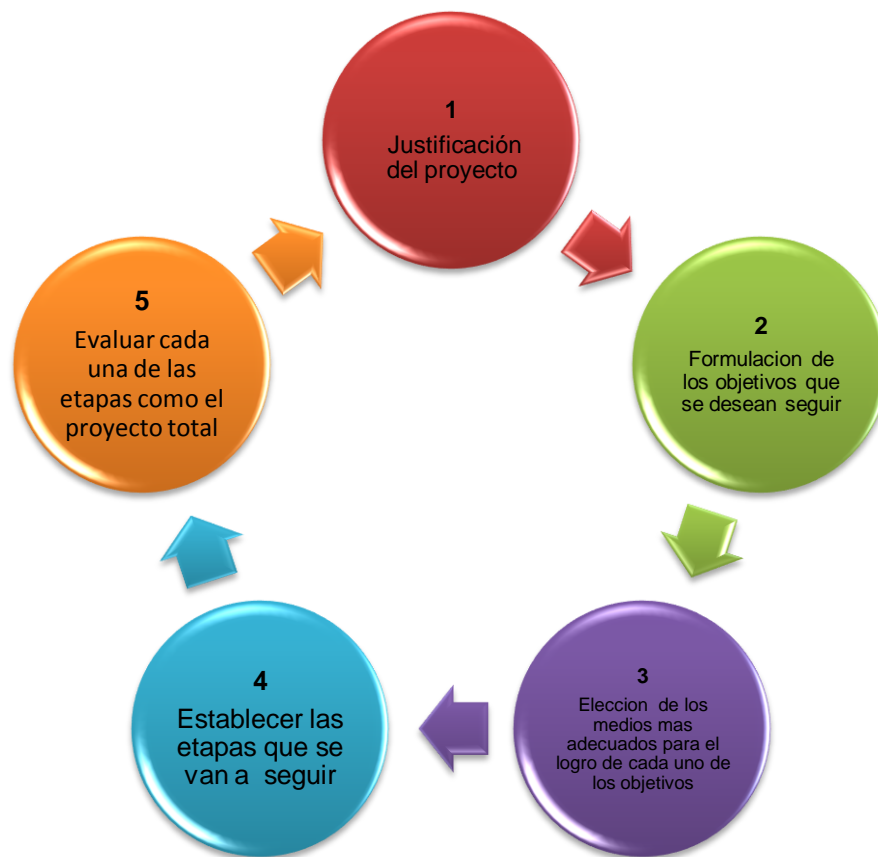 1
Justificación
del proyecto
2
Formulacion de
los objetivos que
se desean seguir
3
Eleccion de los
medios mas
adecuados para el
logro de cada uno de
los objetivos
4
Establecer las
etapas que se
van a seguir
5
Evaluar cada
una de las
etapas como el
proyecto total